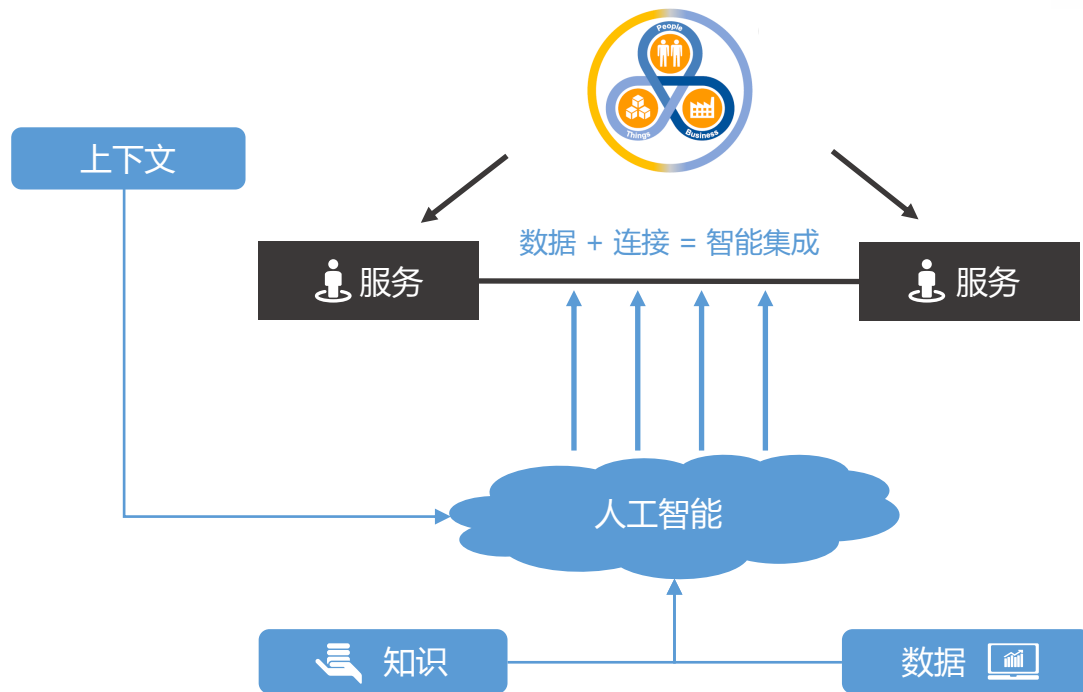 People
Things
Business
上下文
数据 + 连接 = 智能集成
服务
服务
人工智能
知识
数据